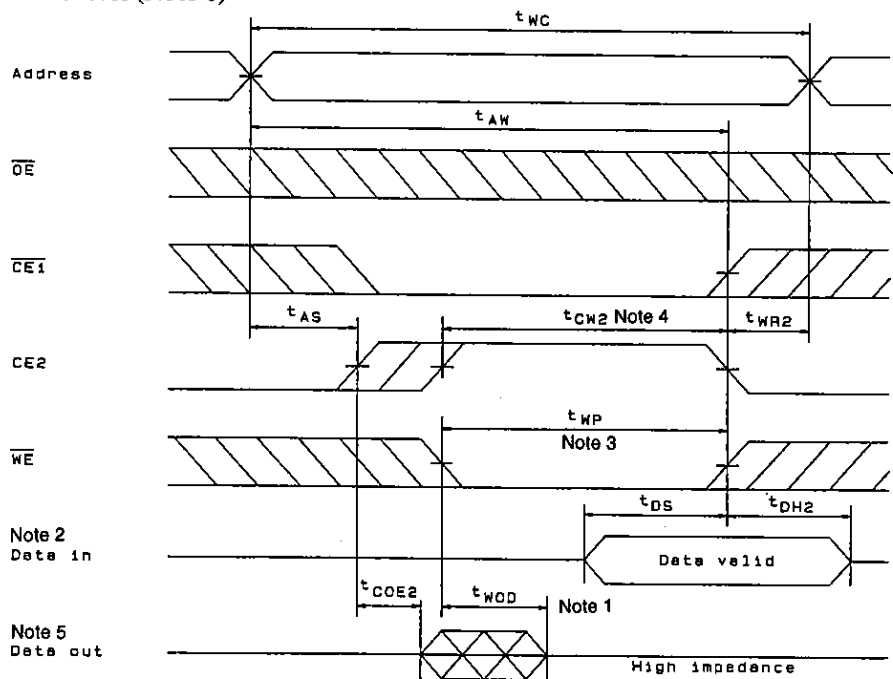 t WC
Address
t AW
OE
CE1
t AS
t CW2 Note 4
t WR2
CE2
t WP
Note 3
WE
t DS
t DH2
Note 2
Data in
Data valid
t COE2
t WOD
Note 1
Note 5
Data out
High impedance